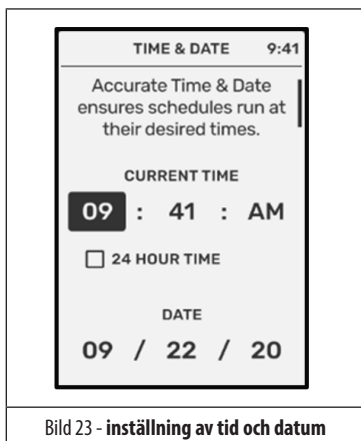 TIME & DATE 9:41
Accurate Time & Date
ensures schedules run at
their desired times.
CURRENT TIME
09 : 41 : AM
24 HOUR TIME
DATE
09 / 22 / 20
Bild 23 - inställning av tid och datum